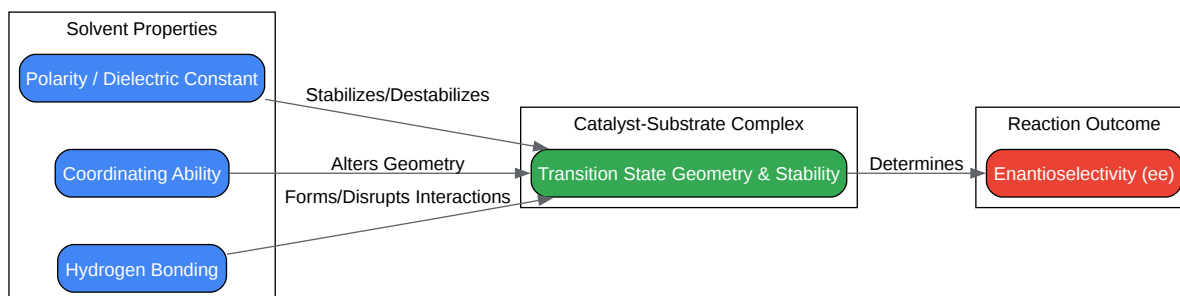 Solvent Properties
Polarity / Dielectric Constant
Stabilizes/Destabilizes
Coordinating Ability
Alters Geometry
Forms/Disrupts Interactions
Hydrogen Bonding
Catalyst-Substrate Complex
Transition State Geometry & Stability
Determines
Reaction Outcome
Enantioselectivity (ee)